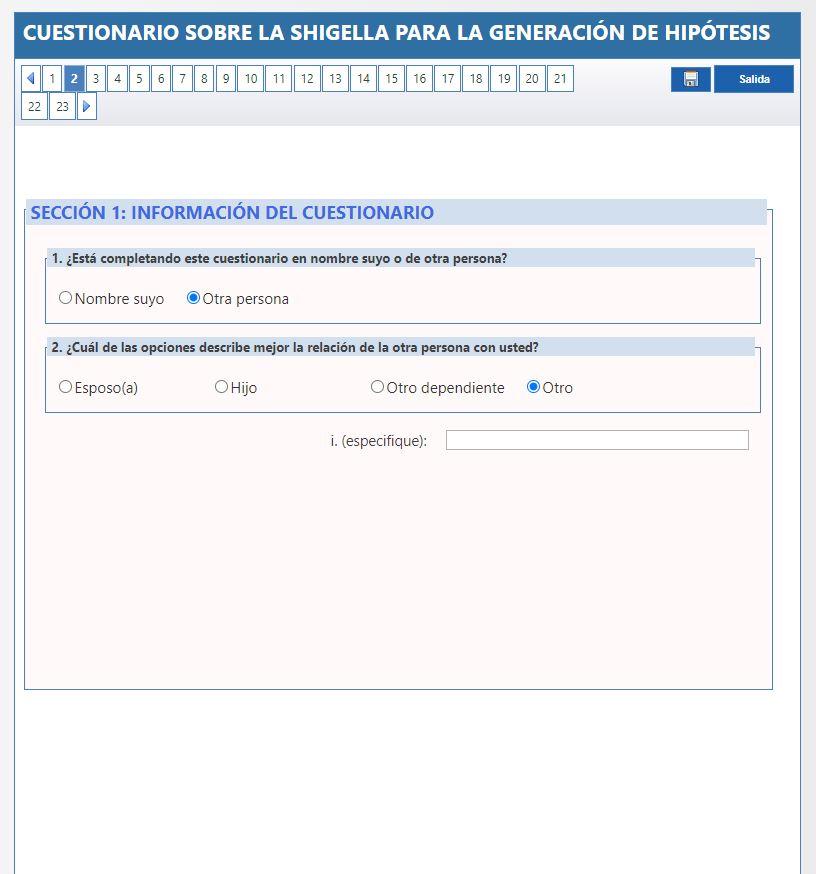 CUESTIONARIO SOBRE LA SHIGELLA PARA LA GENERACIÓN DE HIPÓTESIS
1 2 3 4 5 6 7 8 9 10 11 12 13 14 15 16 17 18 19 20 21
Salida
22 23
SECCIÓN 1: INFORMACIÓN DEL CUESTIONARIO
1. ¿Está completando este cuestionario en nombre suyo o de otra persona?
Nombre suyo Otra persona
2. ¿Cuál de las opciones describe mejor la relación de la otra persona con usted?
Esposo(a) Hijo Otro dependiente Otro
i. (especifique):